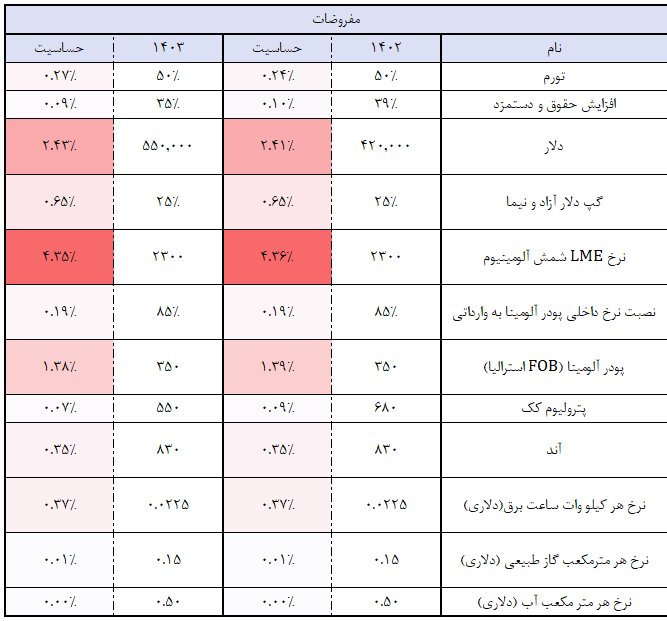 مفروضات
نام ۱۴۰۲ حساسیت ۱۴۰۳ حساسیت
تورم ۵۰٪ ۰.۲۴٪ ۵۰٪ ۰.۲۷٪
افزایش حقوق و دستمزد ۳۹٪ ۰.۱۰٪ ۳۵٪ ۰.۰۹٪
دلار ۴۲۰,۰۰۰ ۲.۴۱٪ ۵۵۰,۰۰۰ ۲.۴۳٪
گپ دلار آزاد و نیما ۲۵٪ ۰.۶۵٪ ۲۵٪ ۰.۶۵٪
نرخ LME شمش آلومینیوم ۲۳۰۰ ۴.۳۶٪ ۲۳۰۰ ۴.۳۵٪
نصبت نرخ داخلی پودر آلومینا به وارداتی ۸۵٪ ۰.۱۹٪ ۸۵٪ ۰.۱۹٪
پودر آلومینا (FOB استرالیا) ۳۵۰ ۱.۳۹٪ ۳۵۰ ۱.۳۸٪
پترولیوم کک ۶۸۰ ۰.۰۹٪ ۵۵۰ ۰.۰۷٪
آند ۸۳۰ ۰.۳۵٪ ۸۳۰ ۰.۳۵٪
نرخ هر کیلو وات ساعت برق(دلاری) ۰.۰۲۲۵ ۰.۳۷٪ ۰.۰۲۲۵ ۰.۳۷٪
نرخ هر مترمکعب گاز طبیعی (دلاری) ۰.۱۵ ۰.۰۱٪ ۰.۱۵ ۰.۰۱٪
نرخ هر متر مکعب آب (دلاری) ۰.۵۰ ۰.۰۰٪ ۰.۵۰ ۰.۰۰٪